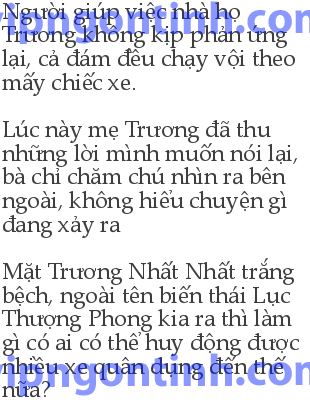 Người giúp việc nhà họ
Trương không kịp phản ứng
lại, cả đám đều chạy vội theo
mấy chiếc xe.
Lúc này mẹ Trương đã thu
những lời mình muốn nói lại,
bà chỉ chăm chú nhìn ra bên
ngoài, không hiểu chuyện gì
đang xảy ra
Mặt Trương Nhất Nhất trắng
bệch, ngoài tên biến thái Lục
Thượng Phong kia ra thì làm
gì có ai có thể huy động được
nhiều xe quân dụng đến thế
nữa?